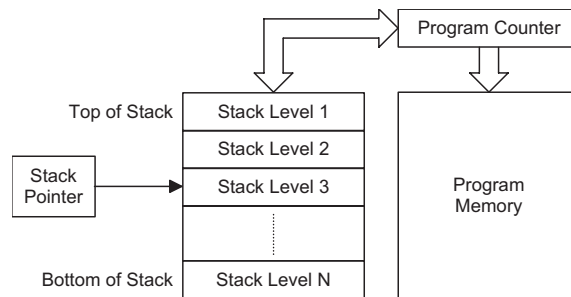 Program Counter
Top of Stack
Stack Level 1
Stack Level 2
Stack
Pointer
Stack Level 3
Program
Memory
Bottom of Stack
Stack Level N